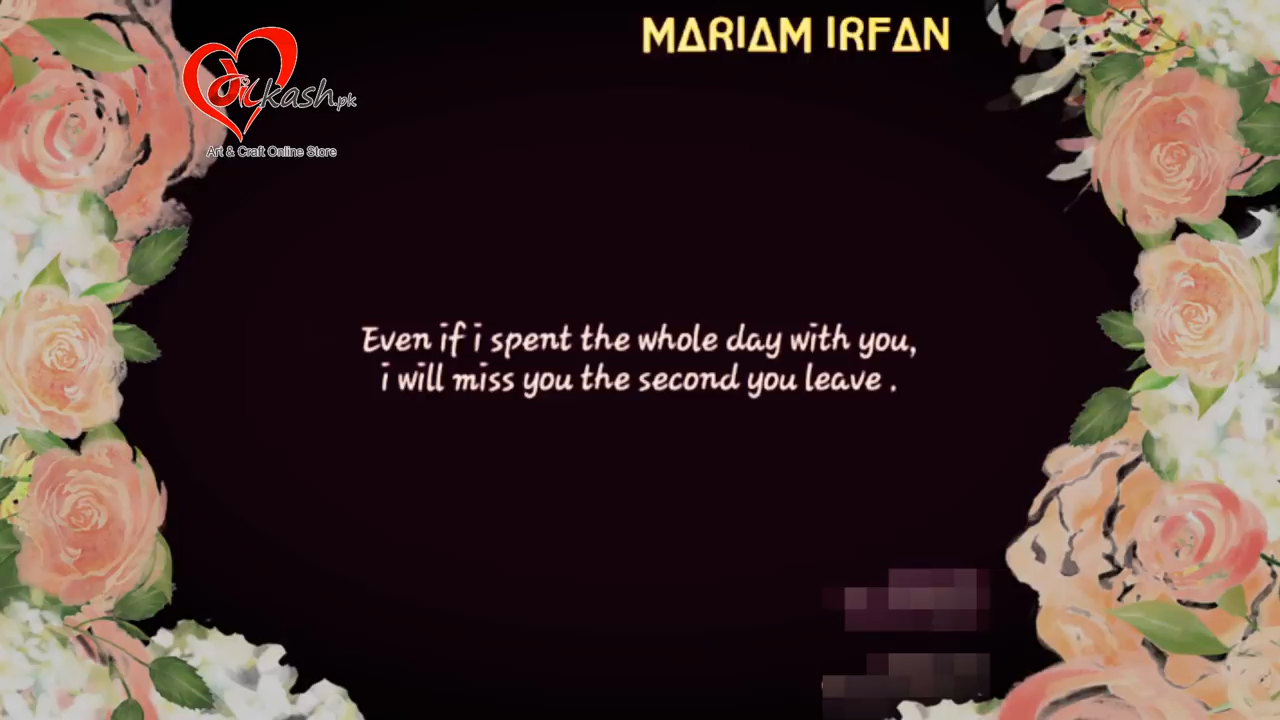 MARIAM IRFAN
dilkash.pk
Art & Craft Online Store
Even if i spent the whole day with you,
i will miss you the second you leave .